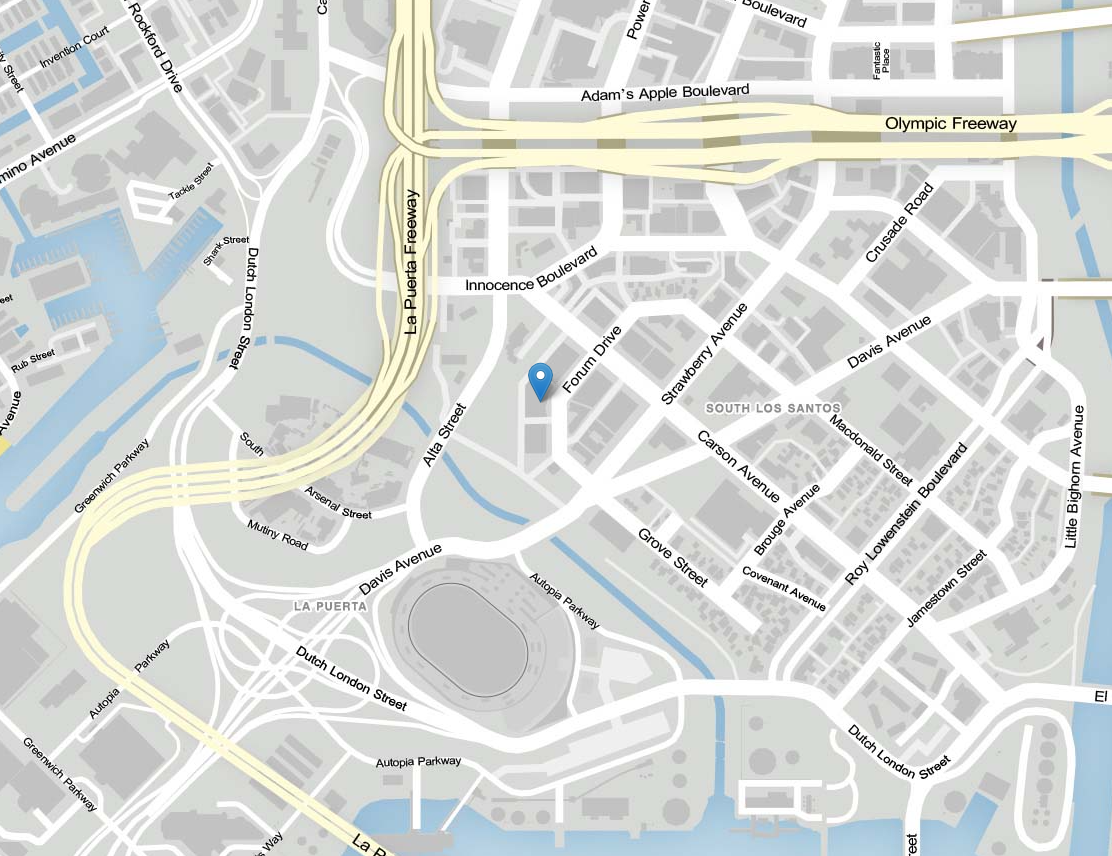 Boulevard
Rockford Drive
Invention Court
Fantastic
Place
Adam's Apple Boulevard
Olympic Freeway
Tackle Street
Shank Street
Crusade Road
La Puerta Freeway
Dutch London Street
Innocence Boulevard
Rub Street
Forum Drive
Strawberry Avenue
Davis Avenue
Avenue
SOUTH LOS SANTOS
Alta Street
South
Arsenal Street
Greenwich Parkway
Macdonald Street
Carson Avenue
Roy Lowenstein Boulevard
Little Bighorn Avenue
Brouge Avenue
Mutiny Road
Grove Street
Davis Avenue
Covenant Avenue
Jamestown Street
LA PUERTA
Autopia Parkway
Autopia Parkway
Dutch London Street
El
Dutch London Street
Greenwich Parkway
Autopia Parkway